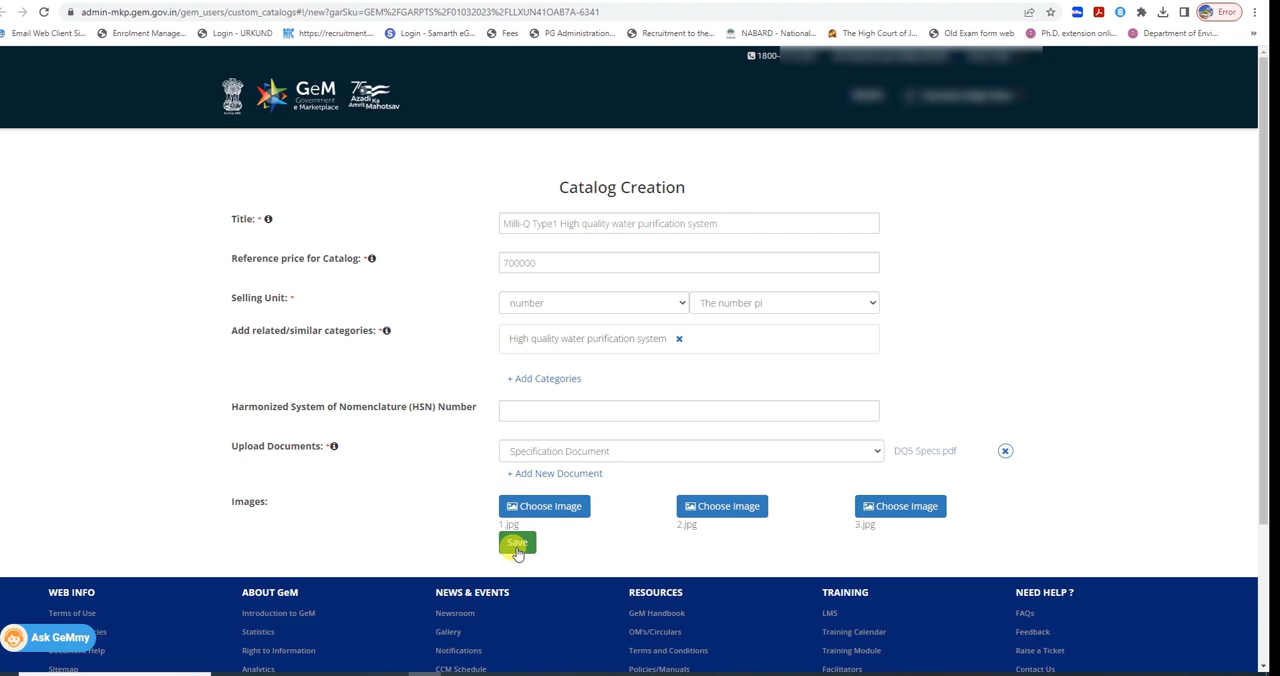 admin-mkp.gem.gov.in/gem_users/custom_catalogs#!/new?garSku=GEM%2FGARPTS%2F01032023%2FLLXUN41OAB7A-6341
Error
Email Web Client Si...
Enrolment Manage...
Login - URKUND
https://recruitment....
Login - Samarth eG...
Fees
PG Administration...
Recruitment to the...
NABARD - National...
The High Court of J...
Old Exam form web
Ph.D. extension onli...
Department of Envi...
»
1800-
GeM
Government
e Marketplace
Azadi Ka
Amrit Mahotsav
Catalog Creation
Title: *
Milli-Q Type1 High quality water purification system
Reference price for Catalog: *
700000
Selling Unit: *
number
The number pi
Add related/similar categories: *
High quality water purification system
+ Add Categories
Harmonized System of Nomenclature (HSN) Number
Upload Documents: *
Specification Document
DQ5 Specs.pdf
+ Add New Document
Images:
Choose Image
Choose Image
Choose Image
1.jpg
2.jpg
3.jpg
Save
WEB INFO
ABOUT GeM
NEWS & EVENTS
RESOURCES
TRAINING
NEED HELP ?
Terms of Use
Introduction to GeM
Newsroom
GeM Handbook
LMS
FAQs
Statistics
Gallery
OM's/Circulars
Training Calendar
Feedback
Ask GeMmy
Help
Right to Information
Notifications
Terms and Conditions
Training Module
Raise a Ticket
Sitemap
Analytics
CCM Schedule
Policies/Manuals
Facilitators
Contact Us